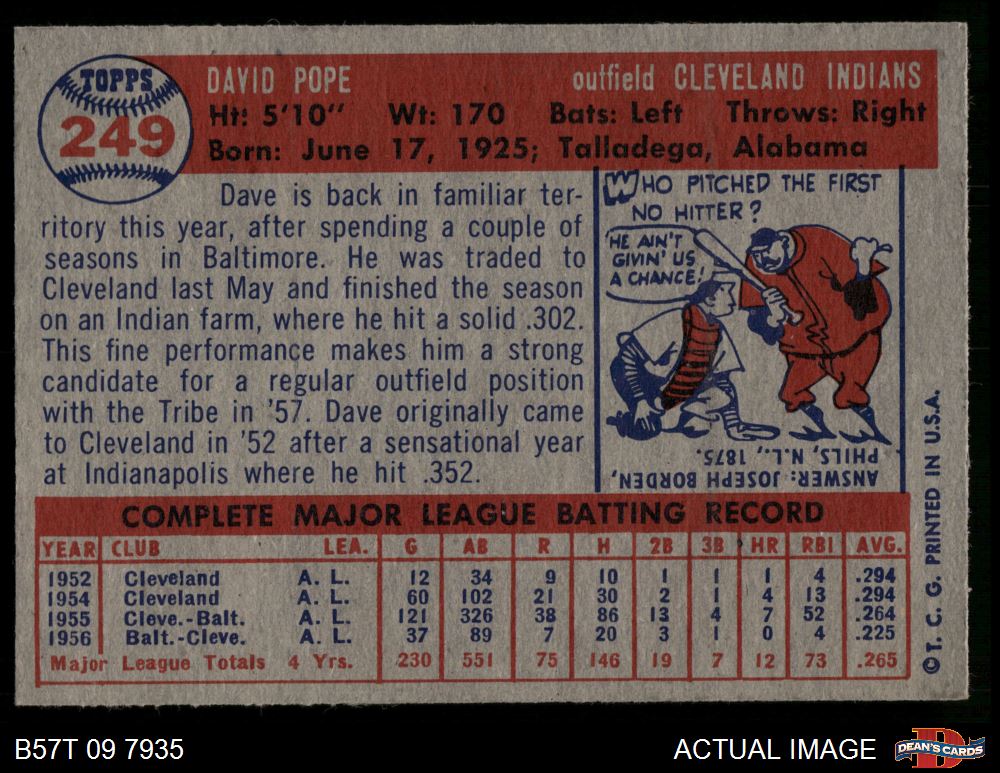 TOPPS
249
DAVID POPE outfield CLEVELAND INDIANS
Ht: 5'10" Wt: 170 Bats: Left Throws: Right
Born: June 17, 1925; Talladega, Alabama
Dave is back in familiar ter-
ritory this year, after spending a couple of
seasons in Baltimore. He was traded to
Cleveland last May and finished the season
on an Indian farm, where he hit a solid .302.
This fine performance makes him a strong
candidate for a regular outfield position
with the Tribe in '57. Dave originally came
to Cleveland in '52 after a sensational year
at Indianapolis where he hit .352.
WHO PITCHED THE FIRST
NO HITTER?
'HE AIN'T
GIVIN' US
A CHANCE!
ANSWER: JOSEPH BORDEN,
PHILS, N.L., 1875.
COMPLETE MAJOR LEAGUE BATTING RECORD
YEAR CLUB LEA. G AB R H 2B 3B HR RBI AVG.
1952 Cleveland A. L. 12 34 9 10 1 1 1 4 .294
1954 Cleveland A. L. 60 102 21 30 2 1 4 13 .294
1955 Cleve.-Balt. A. L. 121 326 38 86 13 4 7 52 .264
1956 Balt.-Cleve. A. L. 37 89 7 20 3 1 0 4 .225
Major League Totals 4 Yrs. 230 551 75 146 19 7 12 73 .265
©T. C. G. PRINTED IN U.S.A.
B57T 09 7935
ACTUAL IMAGE
D
DEAN'S CARDS